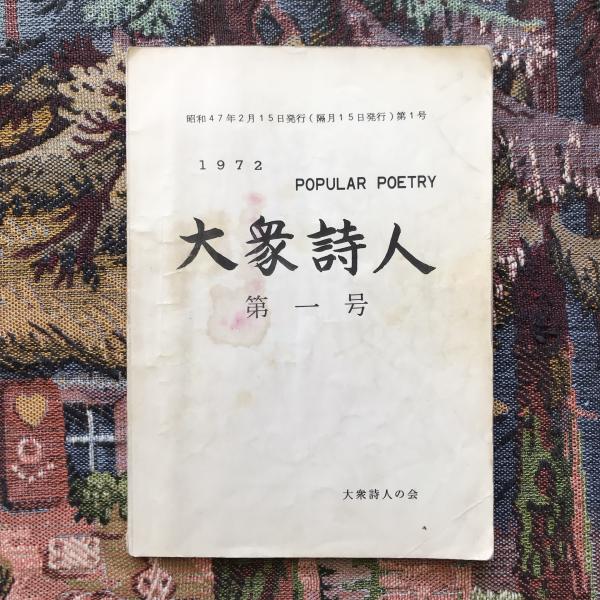 昭和47年2月15日発行(隔月15日発行)第1号
1972
POPULAR POETRY
大衆詩人
第一号
大衆詩人の会